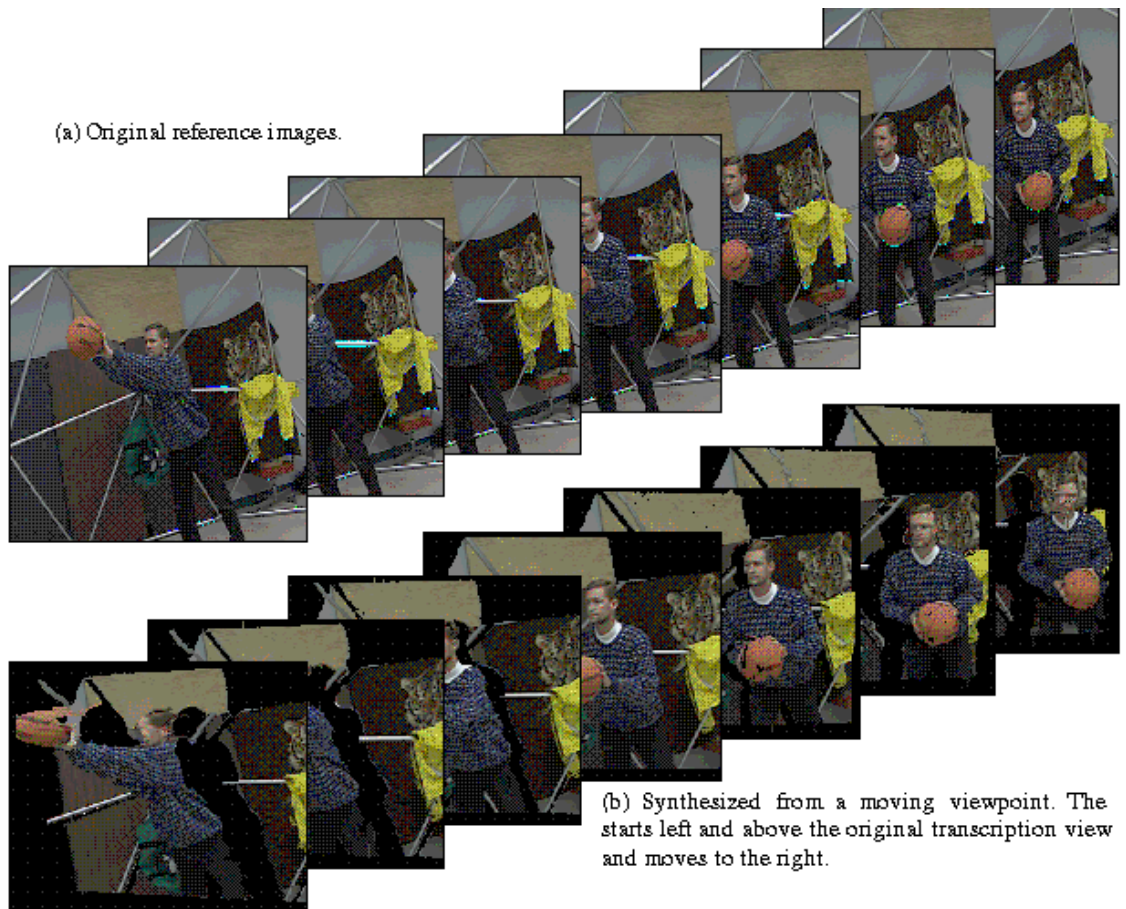 (a) Original reference images.
(b) Synthesized from a moving viewpoint. The
starts left and above the original transcription view
and moves to the right.